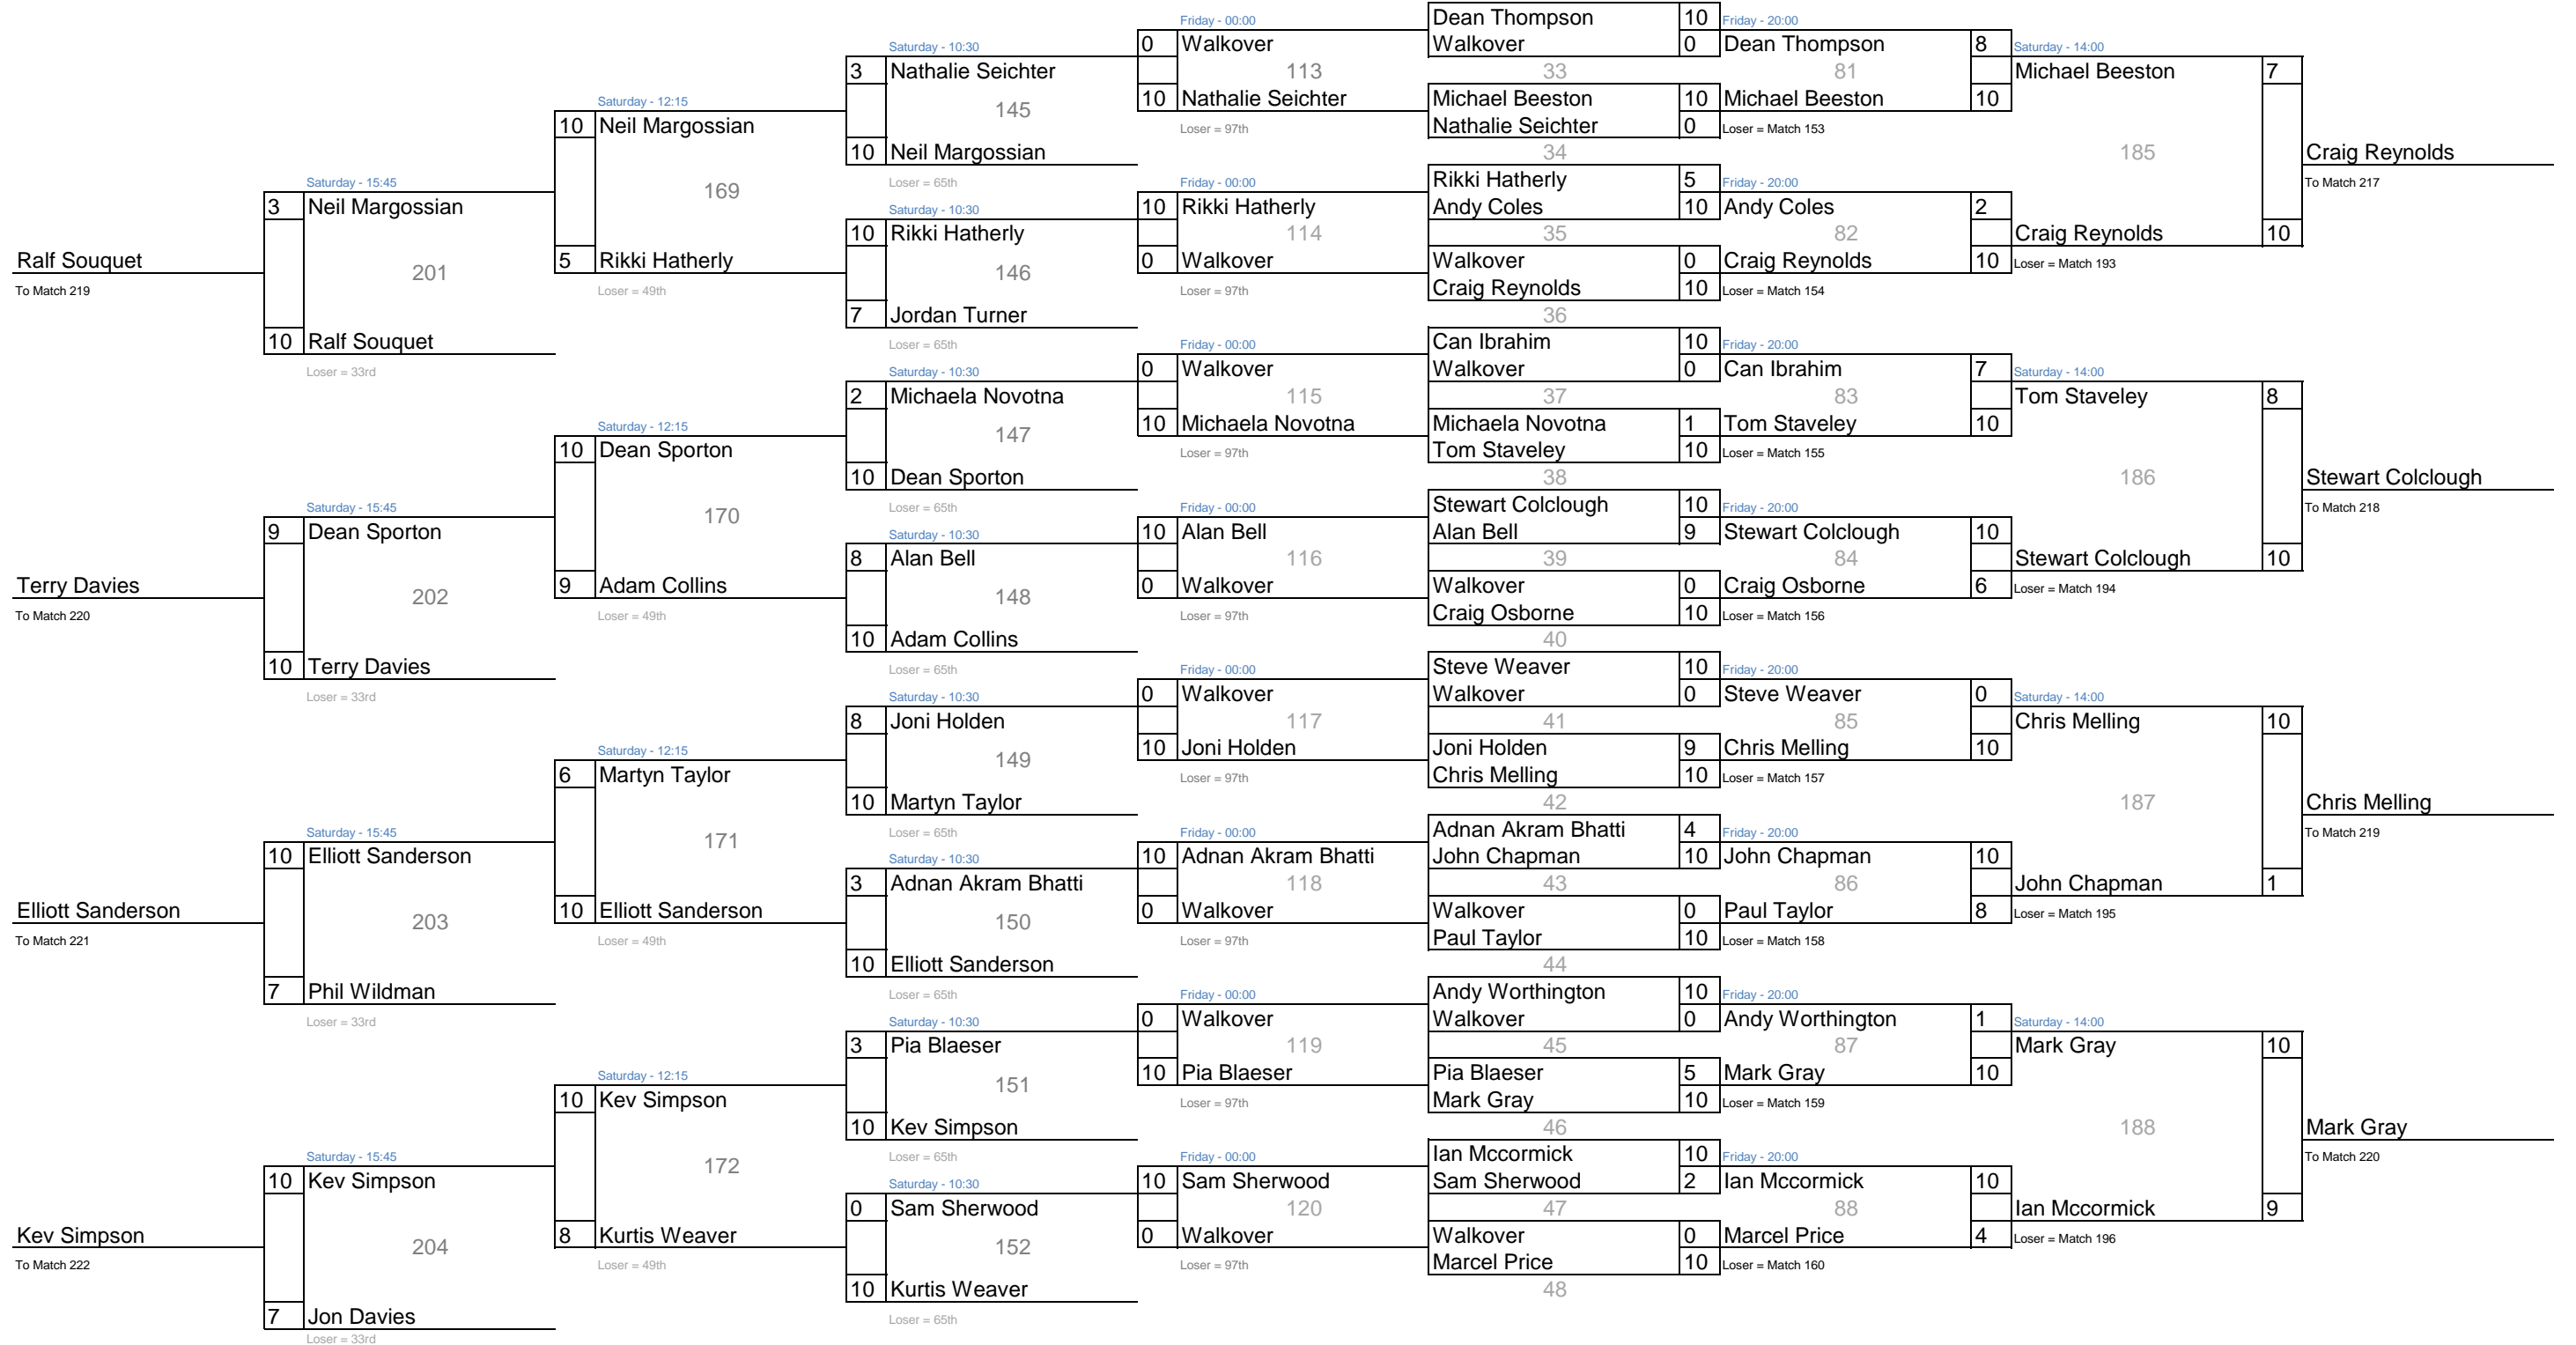 Dean Thompson 10
Friday - 00:00 Friday - 20:00
Saturday - 10:30 0 Walkover Walkover 0 Dean Thompson 8 Saturday - 14:00
3 Nathalie Seichter 113 33 81 Michael Beeston 7
Saturday - 12:15 10 Nathalie Seichter Michael Beeston 10 Michael Beeston 10
10 Neil Margossian 145 Loser = 97th Nathalie Seichter 0 Loser = Match 153
10 Neil Margossian 34 185 Craig Reynolds
Saturday - 15:45 169 Loser = 65th Friday - 00:00 Rikki Hatherly 5 Friday - 20:00 To Match 217
3 Neil Margossian Saturday - 10:30 10 Rikki Hatherly Andy Coles 10 Andy Coles 2
10 Rikki Hatherly 114 35 82 Craig Reynolds 10
Ralf Souquet 201 5 Rikki Hatherly 146 0 Walkover Walkover 0 Craig Reynolds 10 Loser = Match 193
To Match 219 Loser = 49th Loser = 97th Craig Reynolds 10 Loser = Match 154
7 Jordan Turner 36
10 Ralf Souquet Loser = 65th Friday - 00:00 Can Ibrahim 10 Friday - 20:00
Loser = 33rd Saturday - 10:30 0 Walkover Walkover 0 Can Ibrahim 7 Saturday - 14:00
2 Michaela Novotna 115 37 83 Tom Staveley 8
Saturday - 12:15 10 Michaela Novotna Michaela Novotna 1 Tom Staveley 10
10 Dean Sporton 147 Loser = 97th Tom Staveley 10 Loser = Match 155
10 Dean Sporton 38 186 Stewart Colclough
Saturday - 15:45 170 Loser = 65th Friday - 00:00 Stewart Colclough 10 Friday - 20:00 To Match 218
9 Dean Sporton Saturday - 10:30 10 Alan Bell Alan Bell 9 Stewart Colclough 10
8 Alan Bell 116 39 84 Stewart Colclough 10
Terry Davies 202 9 Adam Collins 148 0 Walkover Walkover 0 Craig Osborne 6 Loser = Match 194
To Match 220 Loser = 49th Loser = 97th Craig Osborne 10 Loser = Match 156
10 Adam Collins 40
10 Terry Davies Loser = 65th Friday - 00:00 Steve Weaver 10 Friday - 20:00
Loser = 33rd Saturday - 10:30 0 Walkover Walkover 0 Steve Weaver 0 Saturday - 14:00
8 Joni Holden 117 41 85 Chris Melling 10
Saturday - 12:15 10 Joni Holden Joni Holden 9 Chris Melling 10
6 Martyn Taylor 149 Loser = 97th Chris Melling 10 Loser = Match 157
10 Martyn Taylor 42 187 Chris Melling
Saturday - 15:45 171 Loser = 65th Friday - 00:00 Adnan Akram Bhatti 4 Friday - 20:00 To Match 219
10 Elliott Sanderson Saturday - 10:30 10 Adnan Akram Bhatti John Chapman 10 John Chapman 10
3 Adnan Akram Bhatti 118 43 86 John Chapman 1
Elliott Sanderson 203 10 Elliott Sanderson 150 0 Walkover Walkover 0 Paul Taylor 8 Loser = Match 195
To Match 221 Loser = 49th Loser = 97th Paul Taylor 10 Loser = Match 158
10 Elliott Sanderson 44
7 Phil Wildman Loser = 65th Friday - 00:00 Andy Worthington 10 Friday - 20:00
Loser = 33rd Saturday - 10:30 0 Walkover Walkover 0 Andy Worthington 1 Saturday - 14:00
3 Pia Blaeser 119 45 87 Mark Gray 10
Saturday - 12:15 10 Pia Blaeser Pia Blaeser 5 Mark Gray 10
10 Kev Simpson 151 Loser = 97th Mark Gray 10 Loser = Match 159
10 Kev Simpson 46 188 Mark Gray
Saturday - 15:45 172 Loser = 65th Friday - 00:00 Ian Mccormick 10 Friday - 20:00 To Match 220
10 Kev Simpson Saturday - 10:30 10 Sam Sherwood Sam Sherwood 2 Ian Mccormick 10
0 Sam Sherwood 120 47 88 Ian Mccormick 9
Kev Simpson 204 8 Kurtis Weaver 152 0 Walkover Walkover 0 Marcel Price 4 Loser = Match 196
To Match 222 Loser = 49th Loser = 97th Marcel Price 10 Loser = Match 160
10 Kurtis Weaver 48
7 Jon Davies Loser = 65th
Loser = 33rd